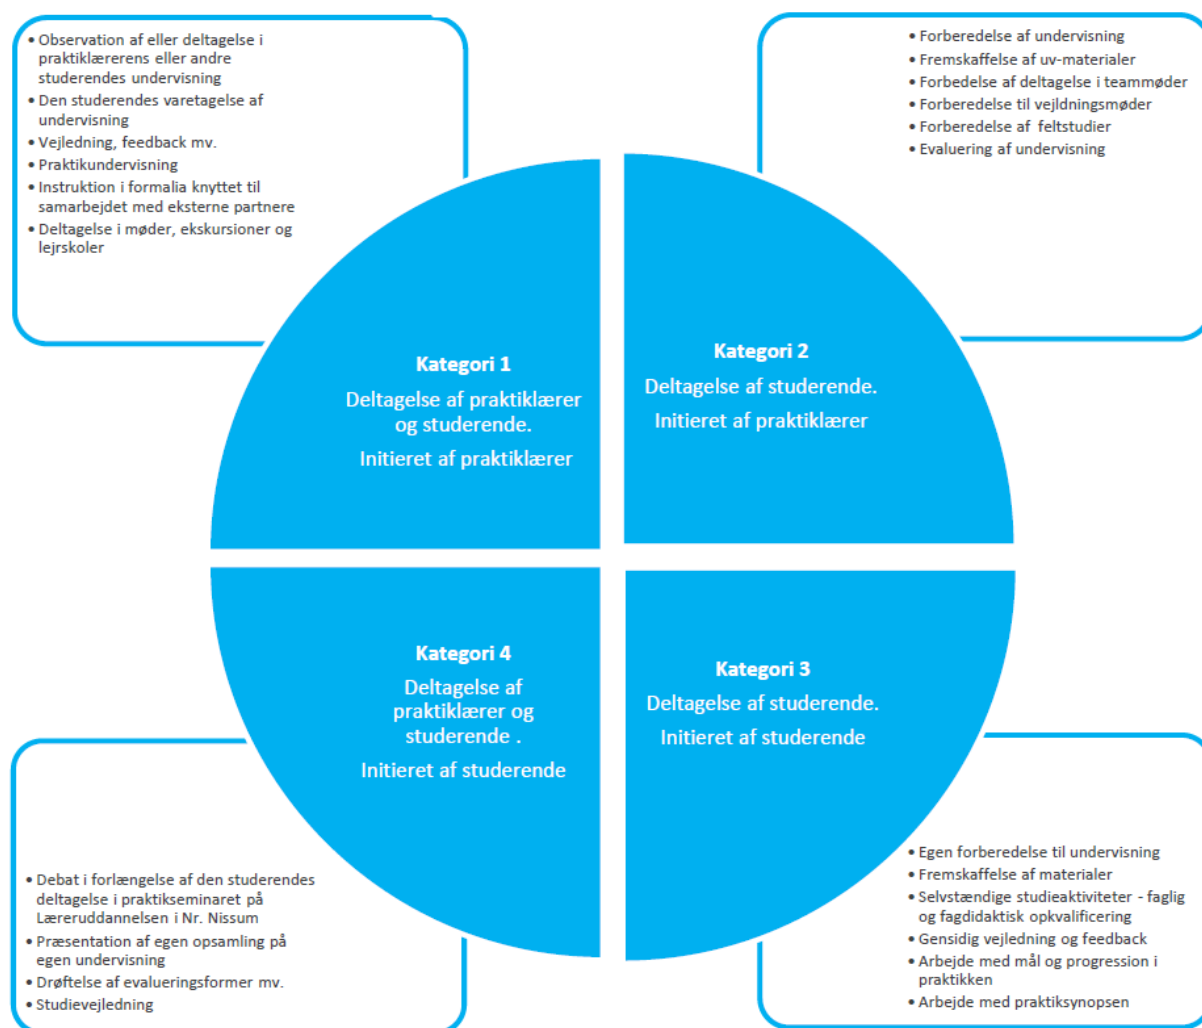 • Observation af eller deltagelse i
praktiklærerens eller andre
studerendes undervisning
• Den studerendes varetagelse af
undervisning
• Vejledning, feedback mv.
• Praktikundervisning
• Instruktion i formalia knyttet til
samarbejdet med eksterne partnere
• Deltagelse i møder, ekskursioner og
lejrskoler
• Forberedelse af undervisning
• Fremskaffelse af uv-materialer
• Forbedelse af deltagelse i teammøder
• Forberedelse til vejldningsmøder
• Forberedelse af feltstudier
• Evaluering af undervisning
Kategori 1
Deltagelse af praktiklærer
og studerende.
Initieret af praktiklærer
Kategori 2
Deltagelse af studerende.
Initieret af praktiklærer
Kategori 4
Deltagelse af
praktiklærer og
studerende .
Initieret af studerende
Kategori 3
Deltagelse af studerende.
Initieret af studerende
• Debat i forlængelse af den studerendes
deltagelse i praktikseminaret på
Læreruddannelsen i Nr. Nissum
• Præsentation af egen opsamling på
egen undervisning
• Drøftelse af evalueringsformer mv.
• Studievejledning
• Egen forberedelse til undervisning
• Fremskaffelse af materialer
• Selvstændige studieaktiviteter - faglig
og fagdidaktisk opkvalificering
• Gensidig vejledning og feedback
• Arbejde med mål og progression i
praktikken
• Arbejde med praktiksynopsen